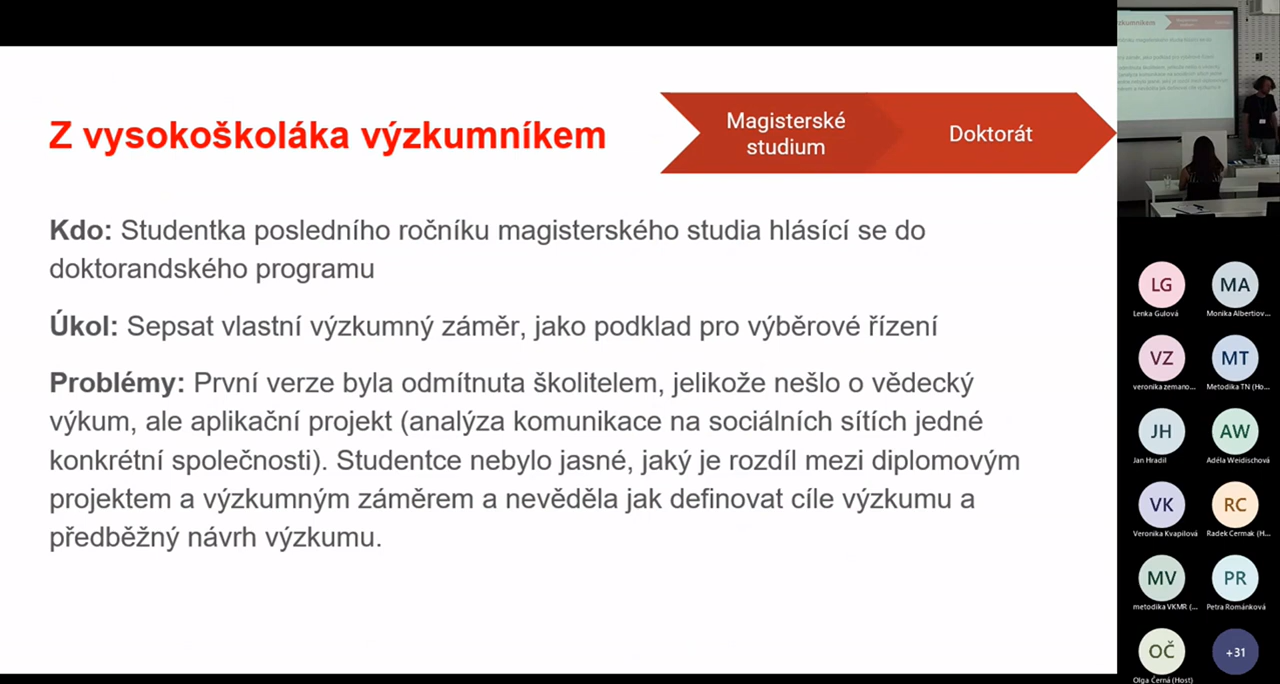 Z vysokoškoláka výzkumníkem
Magisterské
studium
Doktorát
Kdo: Studentka posledního ročníku magisterského studia hlásící se do
doktorandského programu
Úkol: Sepsat vlastní výzkumný záměr, jako podklad pro výběrové řízení
Problémy: První verze byla odmítnuta školitelem, jelikože nešlo o vědecký
výkum, ale aplikační projekt (analýza komunikace na sociálních sítích jedné
konkrétní společnosti). Studentce nebylo jasné, jaký je rozdíl mezi diplomovým
projektem a výzkumným záměrem a nevěděla jak definovat cíle výzkumu a
předběžný návrh výzkumu.
LG
Lenka Gulová
MA
Monika Albertiov...
VZ
veronika zemano...
MT
Metodika TN (Ho...
JH
Jan Hradil
AW
Adéla Weidischová
VK
Veronika Kvapilová
RC
Radek Cermak (H...
MV
metodika VKMR (...
PR
Petra Románková
OČ
Olga Černá (Host)
+31